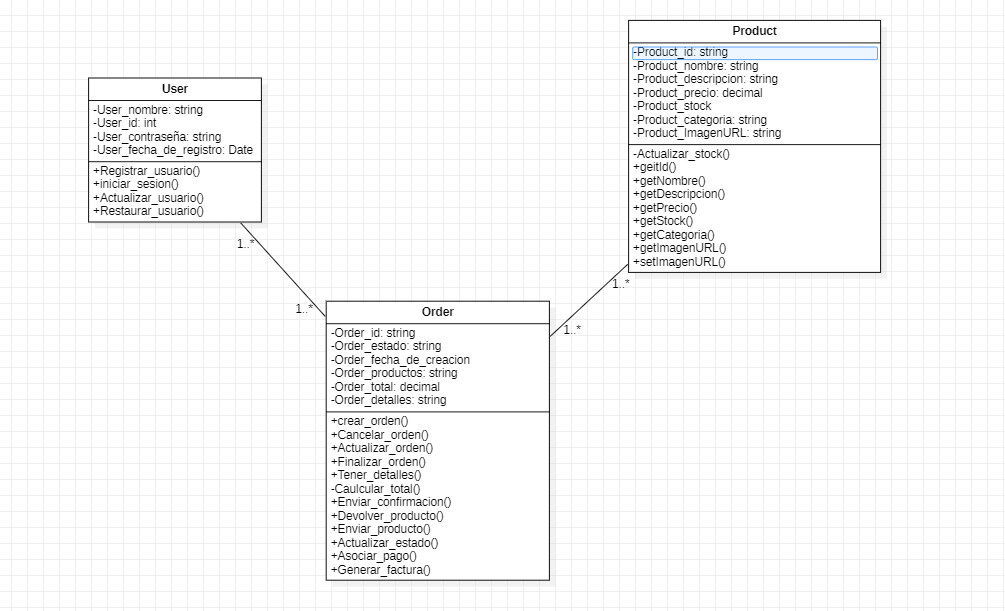 User
-User_nombre: string
-User_id: int
-User_contraseña: string
-User_fecha_de_registro: Date
+Registrar_usuario()
+iniciar_sesion()
+Actualizar_usuario()
+Restaurar_usuario()
1..*
1..*
Product
-Product_id: string
-Product_nombre: string
-Product_descripcion: string
-Product_precio: decimal
-Product_stock
-Product_categoria: string
-Product_ImagenURL: string
-Actualizar_stock()
+geitId()
+getNombre()
+getDescripcion()
+getPrecio()
+getStock()
+getCategoria()
+getImagenURL()
+setImagenURL()
1..*
1..*
Order
-Order_id: string
-Order_estado: string
-Order_fecha_de_creacion
-Order_productos: string
-Order_total: decimal
-Order_detalles: string
+crear_orden()
+Cancelar_orden()
+Actualizar_orden()
+Finalizar_orden()
+Tener_detalles()
-Caulcular_total()
+Enviar_confirmacion()
+Devolver_producto()
+Enviar_producto()
+Actualizar_estado()
+Asociar_pago()
+Generar_factura()